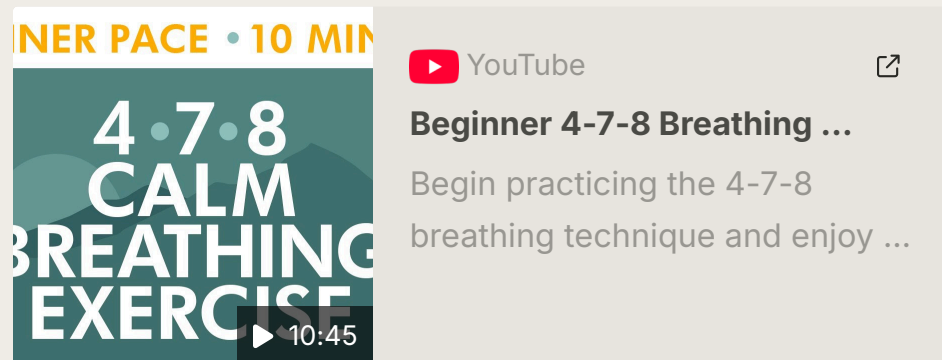 NNER PACE • 10 MIN
4•7•8
CALM
BREATHING
EXERCISE
10:45
YouTube
Beginner 4-7-8 Breathing ...
Begin practicing the 4-7-8
breathing technique and enjoy ...